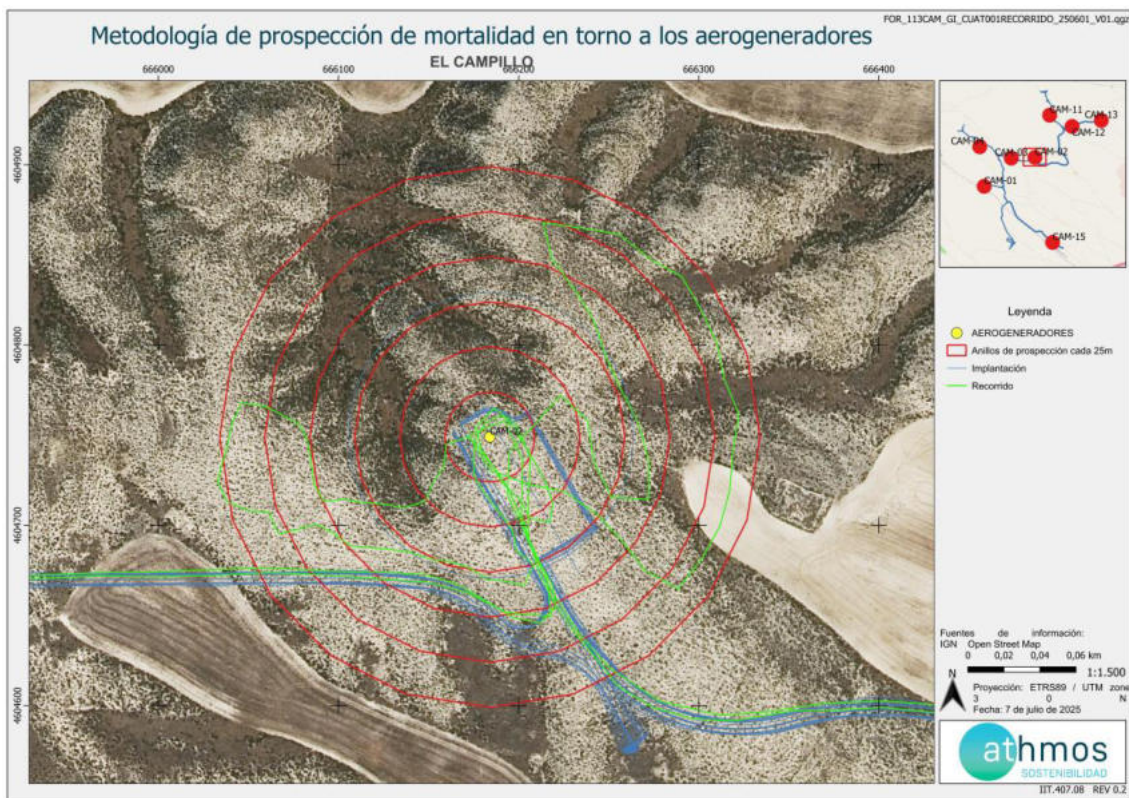 FOR_113CAM_GI_CUAT001RECORRIDO_250601_V01.qgz
Metodología de prospección de mortalidad en torno a los aerogeneradores
EL CAMPILLO
666000 666100 666200 666300 666400
4604900
4604800
4604700
4604600
CAM-02
CAM-11
CAM-13
CAM-12
CAM-03
CAM-02
CAM-01
CAM-15
Leyenda
AEROGENERADORES
Anillos de prospección cada 25m
Implantación
Recorrido
Fuentes de información:
IGN Open Street Map
0 0,02 0,04 0,06 km
N
1:1.500
Proyección: ETRS89 / UTM zone
3 0 N
Fecha: 7 de julio de 2025
athmos
SOSTENIBILIDAD
IIT.407.08 REV 0.2